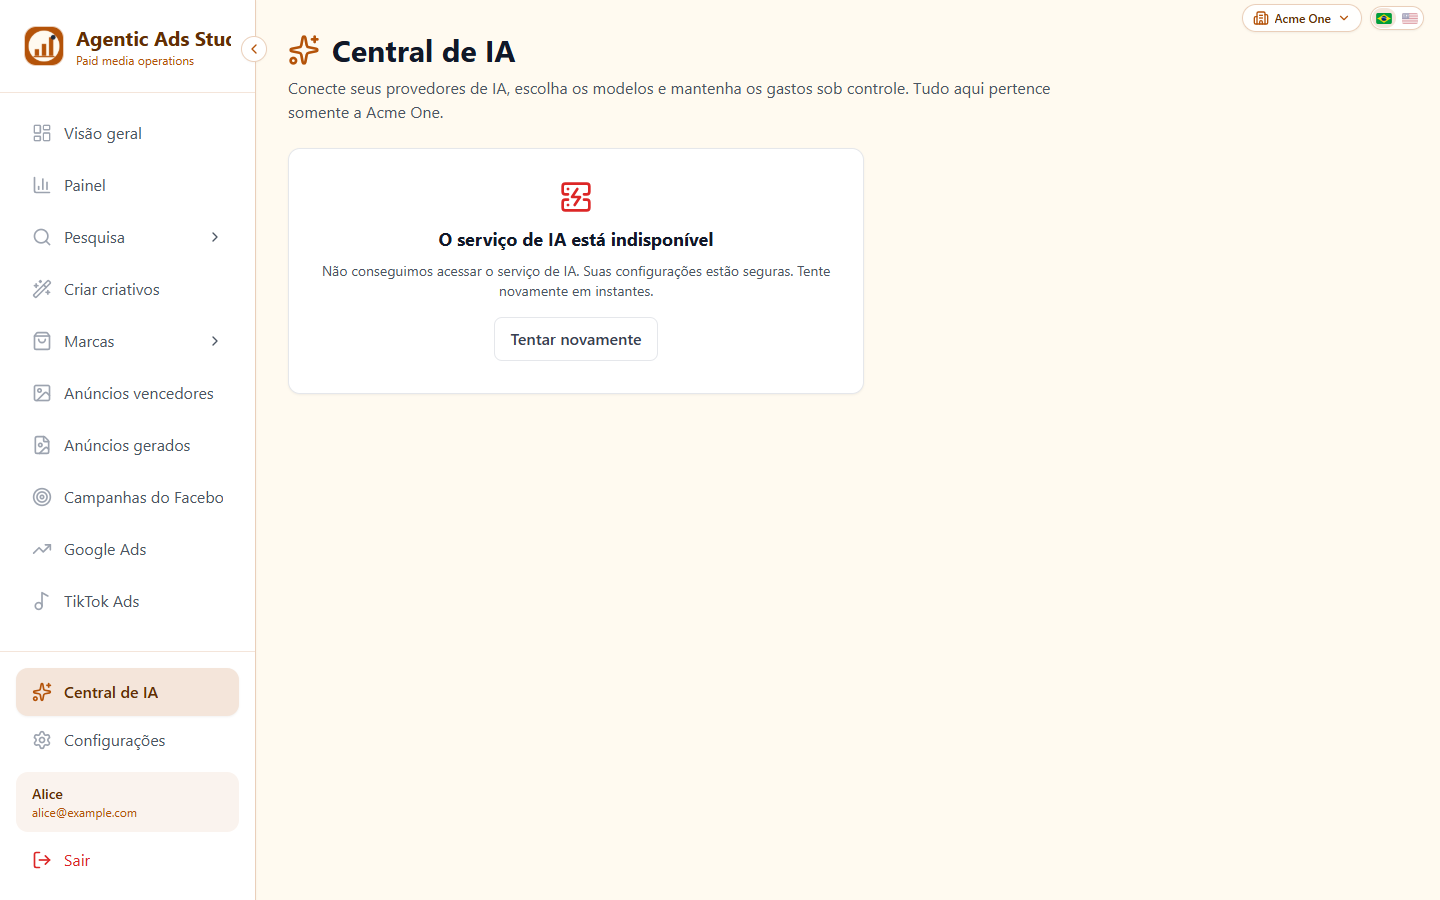 Agentic Ads Stuc
Paid media operations
Acme One
Visão geral
Painel
Pesquisa
Criar criativos
Marcas
Anúncios vencedores
Anúncios gerados
Campanhas do Facebo
Google Ads
TikTok Ads
Central de IA
Configurações
Alice
alice@example.com
Sair
Central de IA
Conecte seus provedores de IA, escolha os modelos e mantenha os gastos sob controle. Tudo aqui pertence
somente a Acme One.
O serviço de IA está indisponível
Não conseguimos acessar o serviço de IA. Suas configurações estão seguras. Tente
novamente em instantes.
Tentar novamente